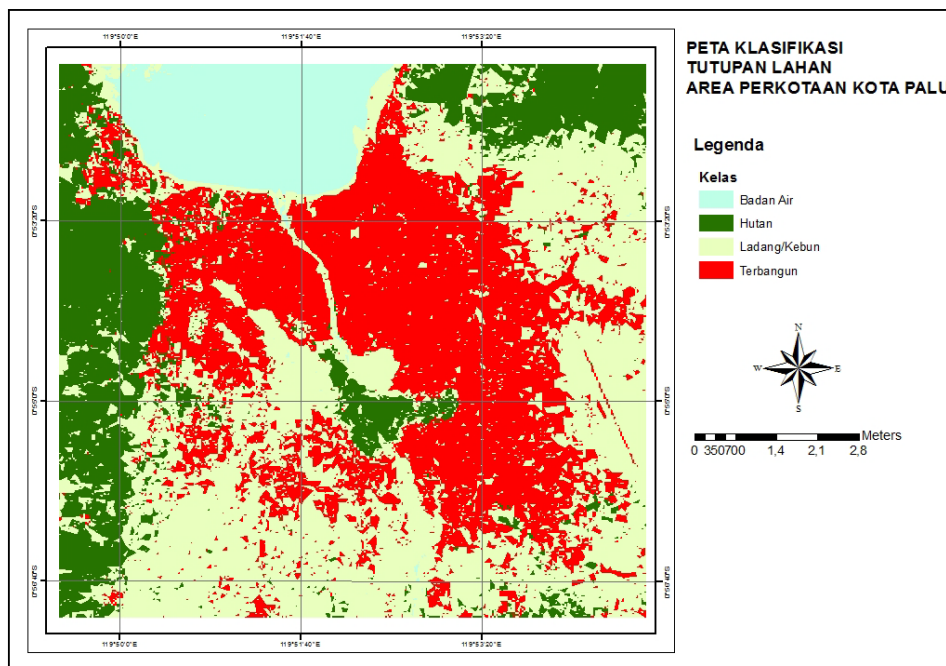 119°50'0"E 119°51'40"E 119°53'20"E
PETA KLASIFIKASI
TUTUPAN LAHAN
AREA PERKOTAAN KOTA PALU
Legenda
Kelas
Badan Air
Hutan
Ladang/Kebun
Terbangun
N
W E
S
Meters
0 350700 1,4 2,1 2,8
119°50'0"E 119°51'40"E 119°53'20"E